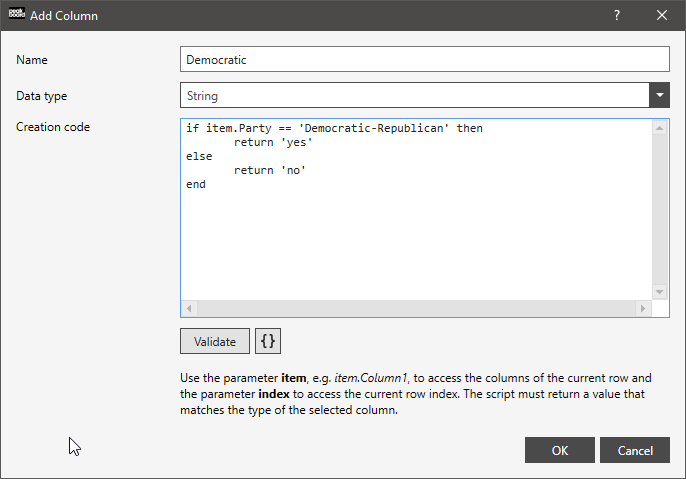 peak
board
Add Column
?
Name
Democratic
Data type
String
Creation code
if item.Party == 'Democratic-Republican' then
return 'yes'
else
return 'no'
end
Validate
{}
Use the parameter item, e.g. item.Column1, to access the columns of the current row and
the parameter index to access the current row index. The script must return a value that
matches the type of the selected column.
OK
Cancel